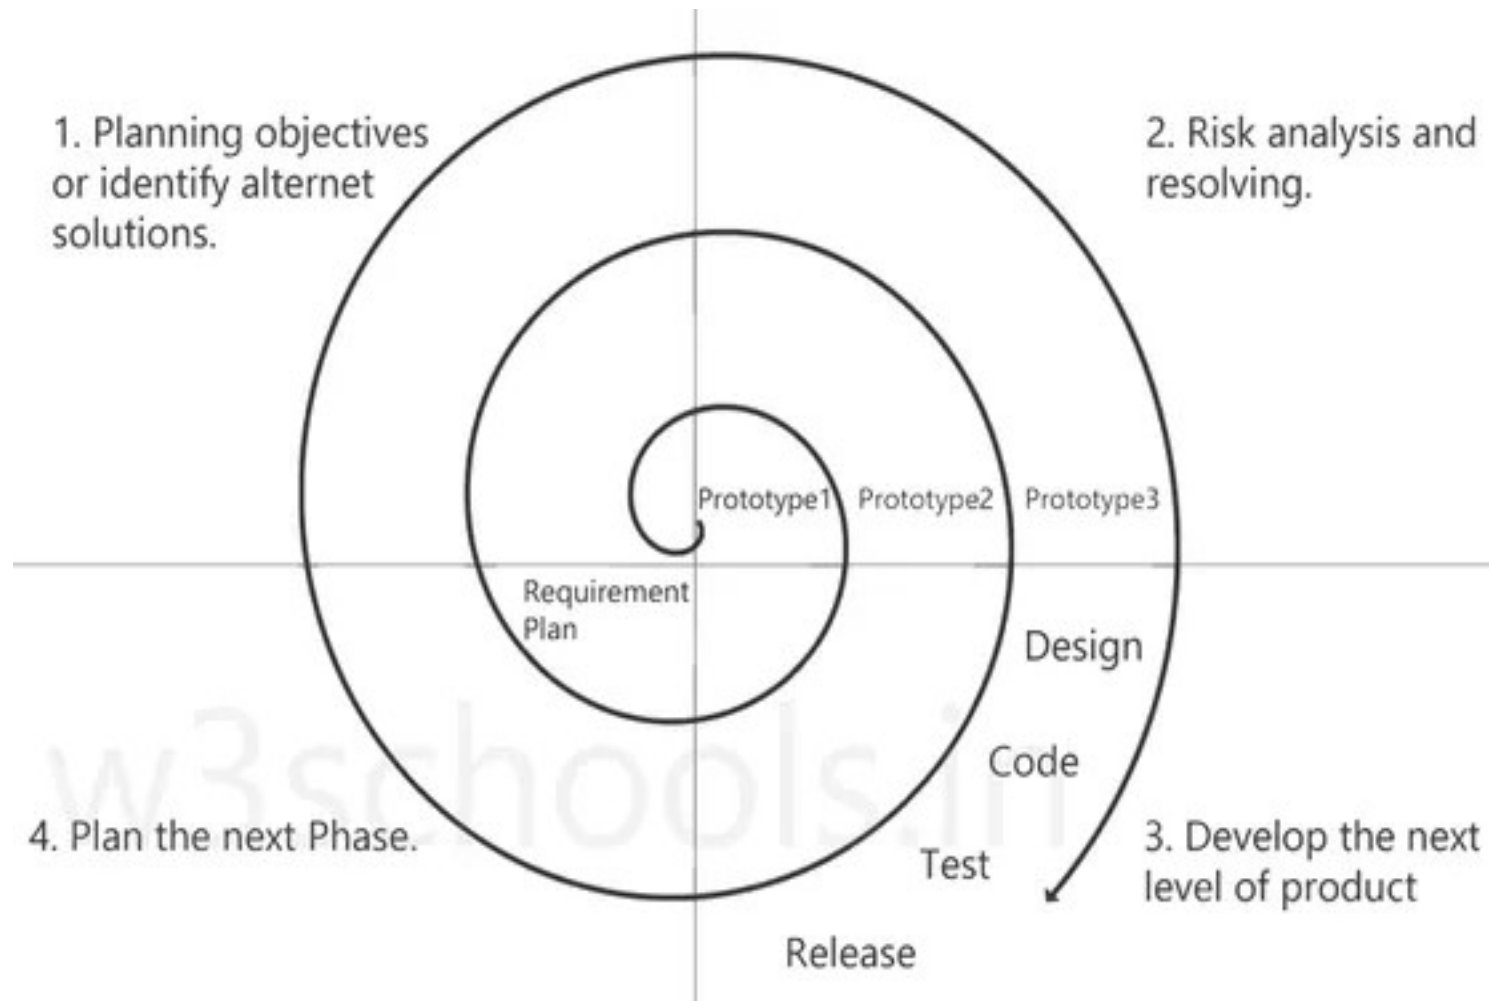 1. Planning objectives
or identify alternet
solutions.
2. Risk analysis and
resolving.
Prototype1
Prototype2
Prototype3
Requirement
Plan
Design
Code
Test
Release
4. Plan the next Phase.
3. Develop the next
level of product
w3schools.in